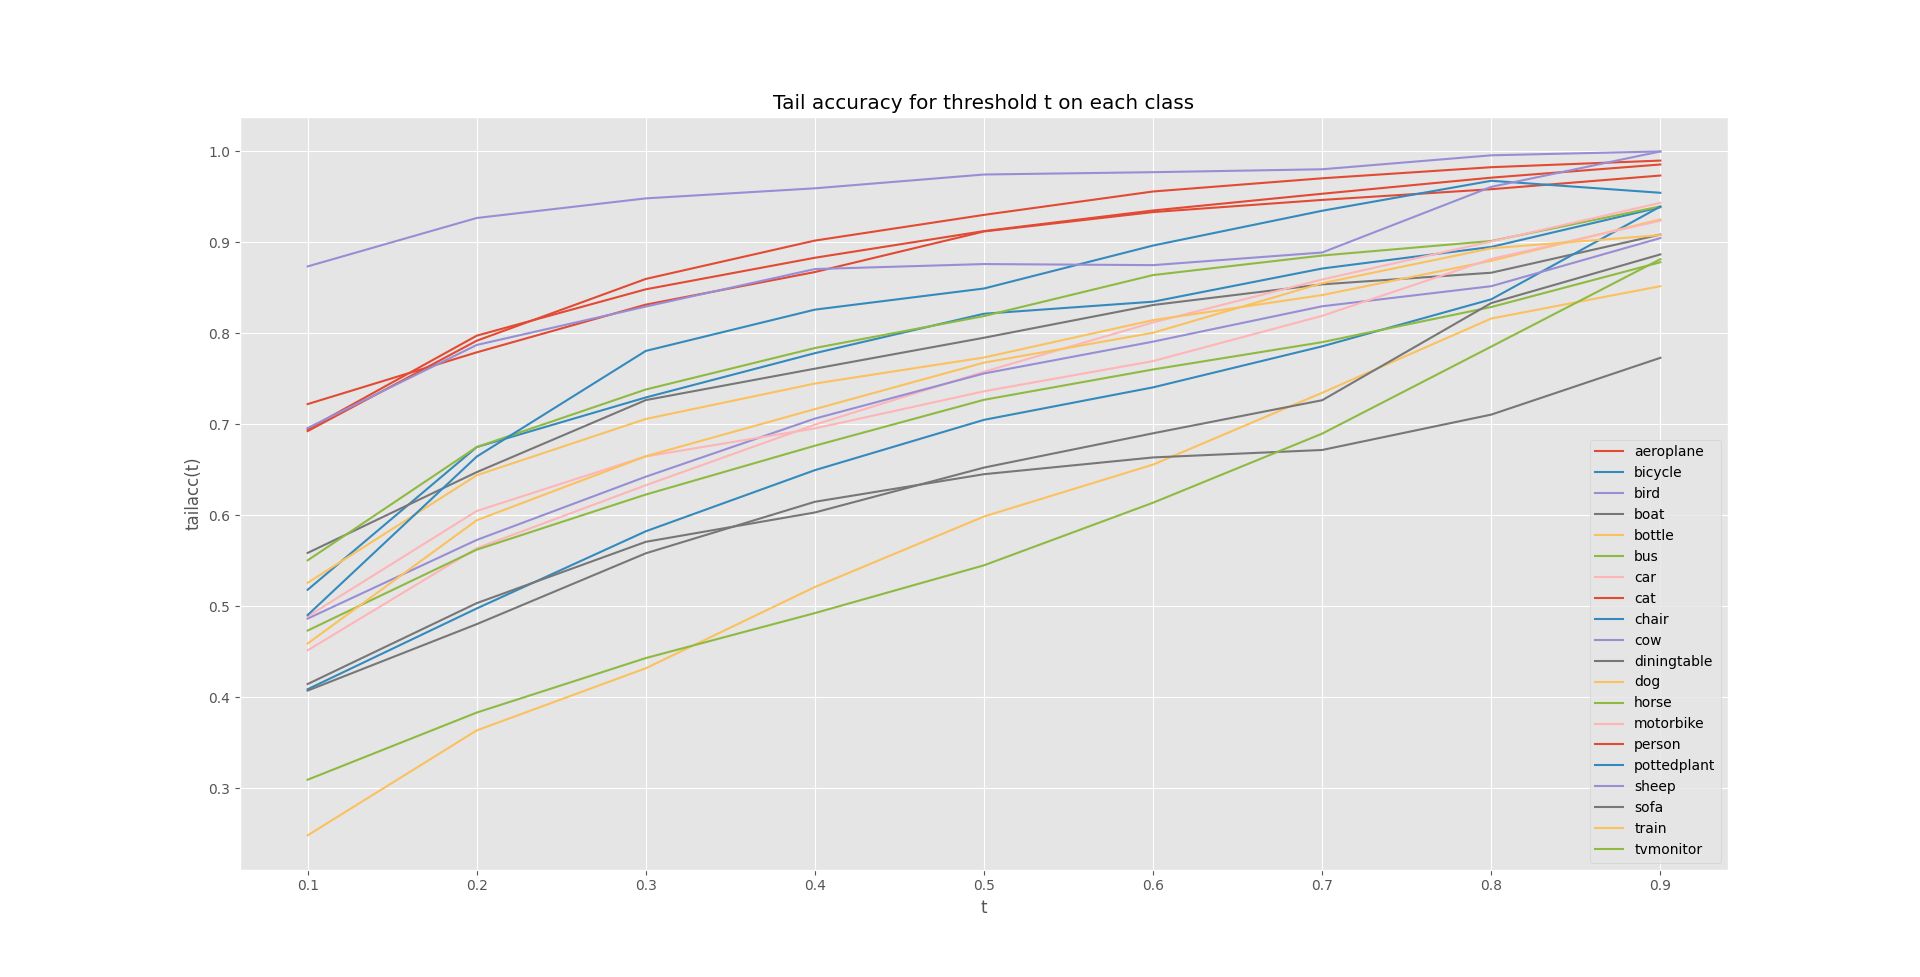 Tail accuracy for threshold t on each class
tailacc(t)
1.0
0.9
0.8
0.7
0.6
0.5
0.4
0.3
0.1
0.2
0.3
0.4
0.5
0.6
0.7
0.8
0.9
t
aeroplane
bicycle
bird
boat
bottle
bus
car
cat
chair
cow
diningtable
dog
horse
motorbike
person
pottedplant
sheep
sofa
train
tvmonitor